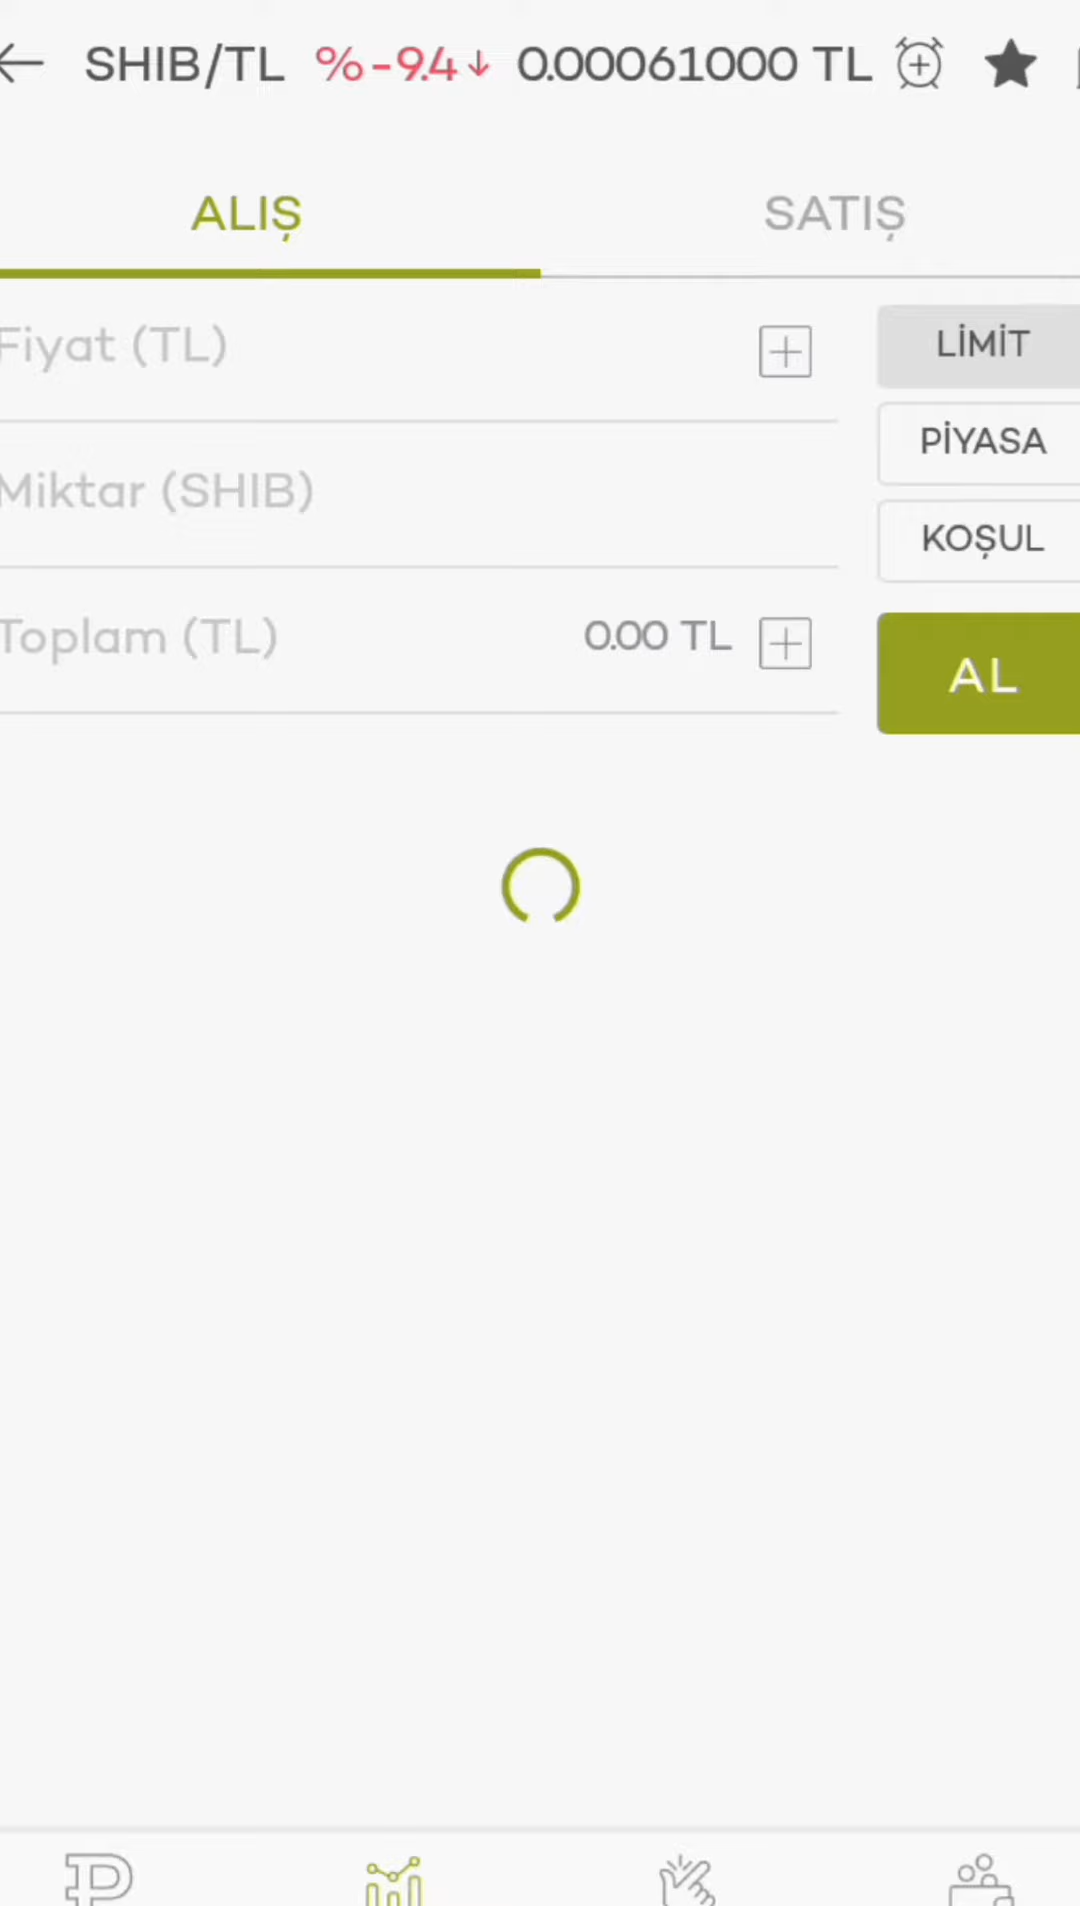 SHIB/TL %-9.4↓ 0.00061000 TL
ALIŞ SATIŞ
Fiyat (TL)
LİMİT
PİYASA
Miktar (SHIB)
KOŞUL
Toplam (TL) 0.00 TL
AL